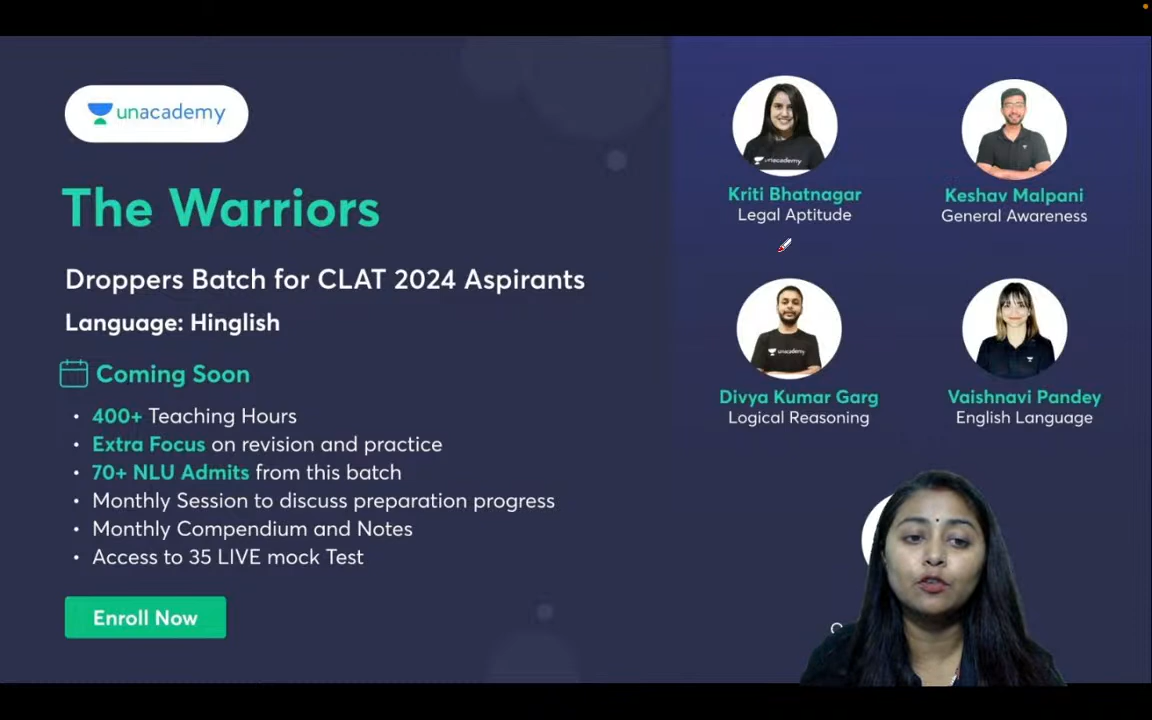 unacademy
The Warriors
Droppers Batch for CLAT 2024 Aspirants
Language: Hinglish
Coming Soon
• 400+ Teaching Hours
• Extra Focus on revision and practice
• 70+ NLU Admits from this batch
• Monthly Session to discuss preparation progress
• Monthly Compendium and Notes
• Access to 35 LIVE mock Test
Enroll Now
unacademy
Kriti Bhatnagar
Legal Aptitude
Keshav Malpani
General Awareness
unacademy
Divya Kumar Garg
Logical Reasoning
Vaishnavi Pandey
English Language